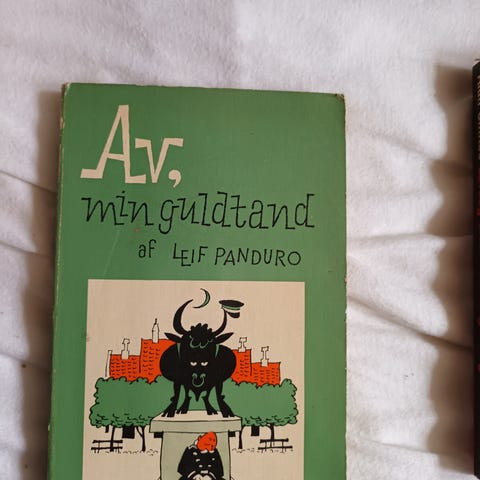 Av,
min guldtand
af LEIF PANDURO